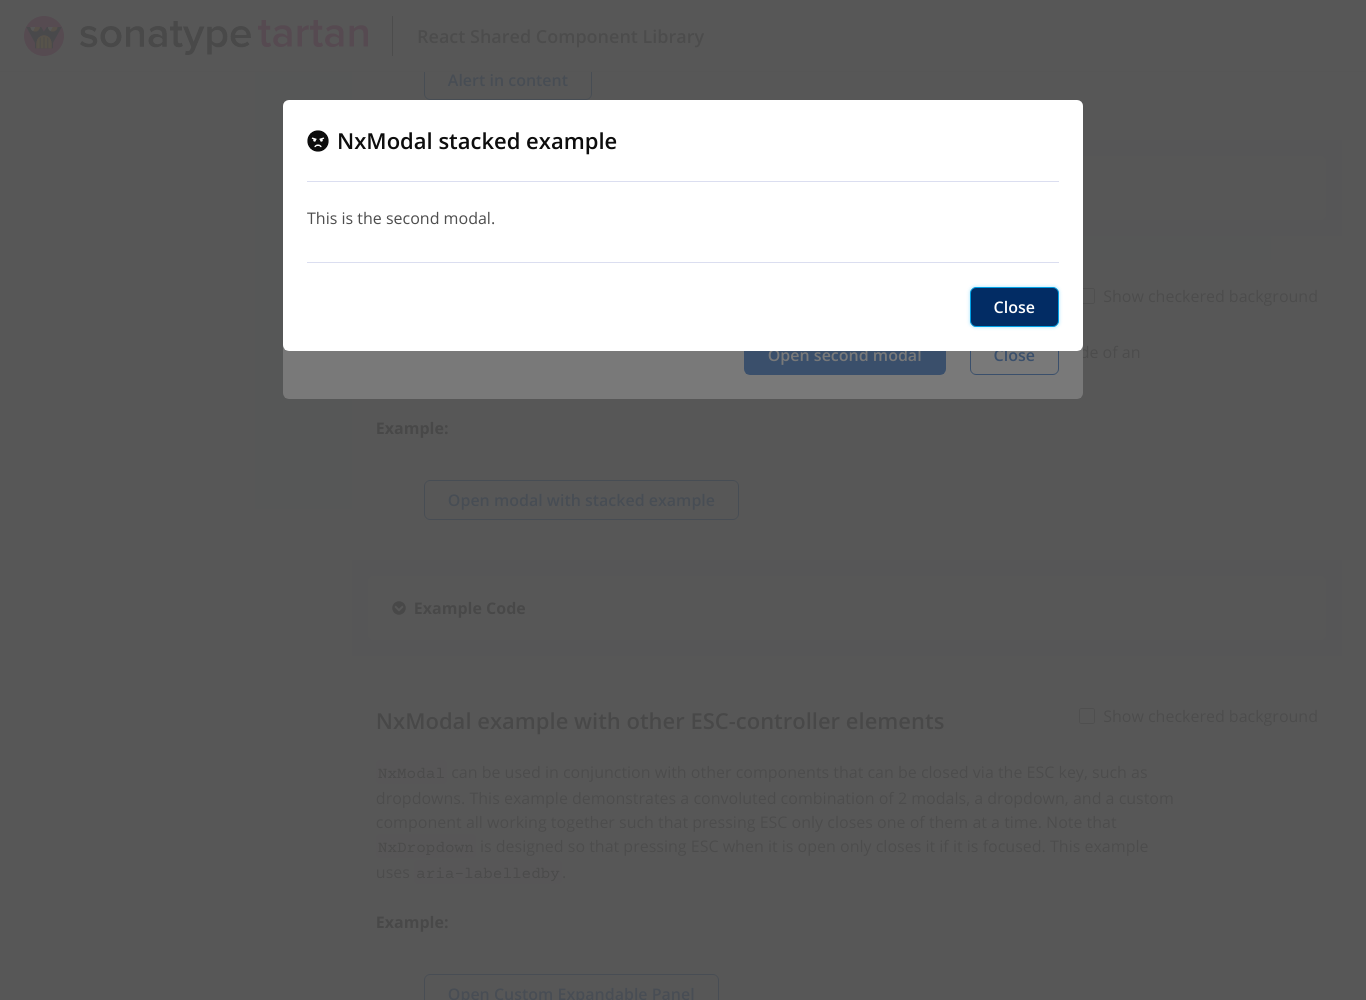 sonatype tartan
React Shared Component Library
Alert in content
NxModal stacked example
This is the second modal.
Close
Show checkered background
Open second modal
Close
de of an
Example:
Open modal with stacked example
Example Code
NxModal example with other ESC-controller elements
Show checkered background
NxModal can be used in conjunction with other components that can be closed via the ESC key, such as
dropdowns. This example demonstrates a convoluted combination of 2 modals, a dropdown, and a custom
component all working together such that pressing ESC only closes one of them at a time. Note that
NxDropdown is designed so that pressing ESC when it is open only closes it if it is focused. This example
uses aria-labelledby.
Example:
Open Custom Expandable Panel